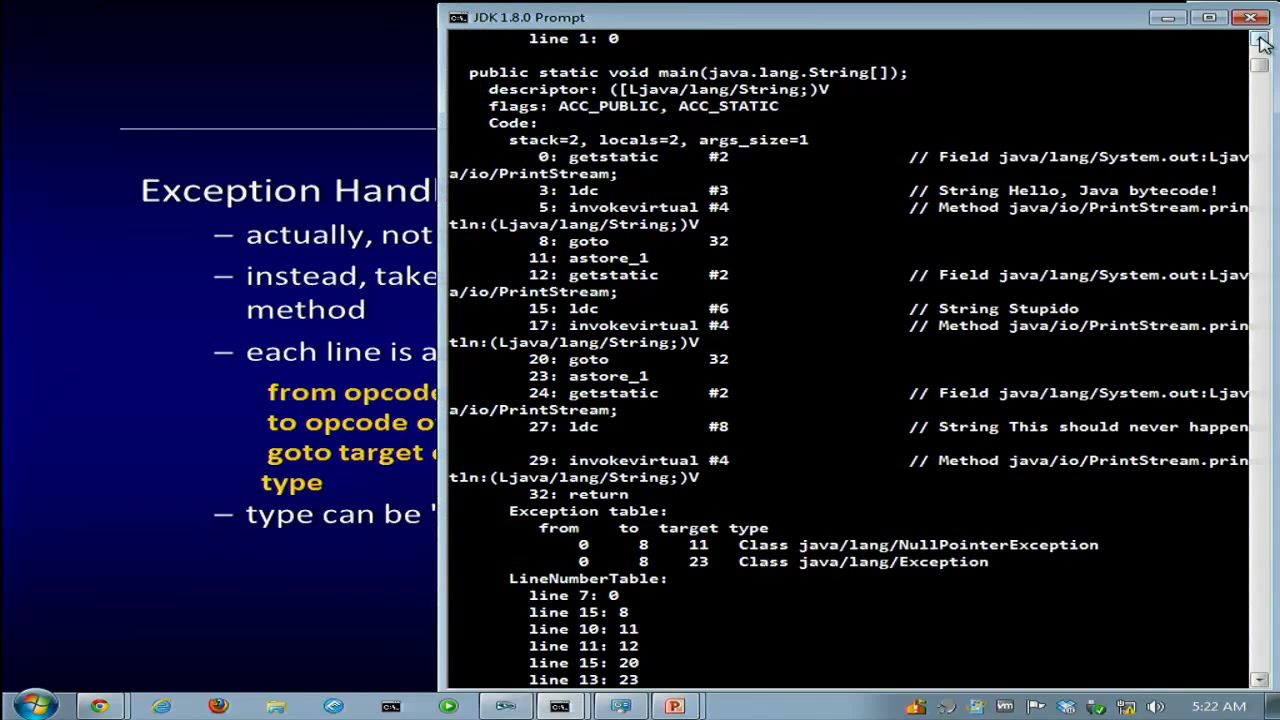 JDK 1.8.0 Prompt
line 1: 0
public static void main(java.lang.String[]);
descriptor: ([Ljava/lang/String;)V
flags: ACC_PUBLIC, ACC_STATIC
Code:
stack=2, locals=2, args_size=1
0: getstatic #2 // Field java/lang/System.out:Ljav
a/io/PrintStream;
3: ldc #3 // String Hello, Java bytecode!
5: invokevirtual #4 // Method java/io/PrintStream.prin
tln:(Ljava/lang/String;)V
8: goto 32
11: astore_1
12: getstatic #2 // Field java/lang/System.out:Ljav
a/io/PrintStream;
15: ldc #6 // String Stupido
17: invokevirtual #4 // Method java/io/PrintStream.prin
tln:(Ljava/lang/String;)V
20: goto 32
23: astore_1
24: getstatic #2 // Field java/lang/System.out:Ljav
a/io/PrintStream;
27: ldc #8 // String This should never happen
29: invokevirtual #4 // Method java/io/PrintStream.prin
tln:(Ljava/lang/String;)V
32: return
Exception table:
from to target type
0 8 11 Class java/lang/NullPointerException
0 8 23 Class java/lang/Exception
LineNumberTable:
line 7: 0
line 15: 8
line 10: 11
line 11: 12
line 15: 20
line 13: 23
Exception Hand
– actually, not
– instead, take
method
– each line is a
from opcode
to opcode o
goto target
type
– type can be '
5:22 AM